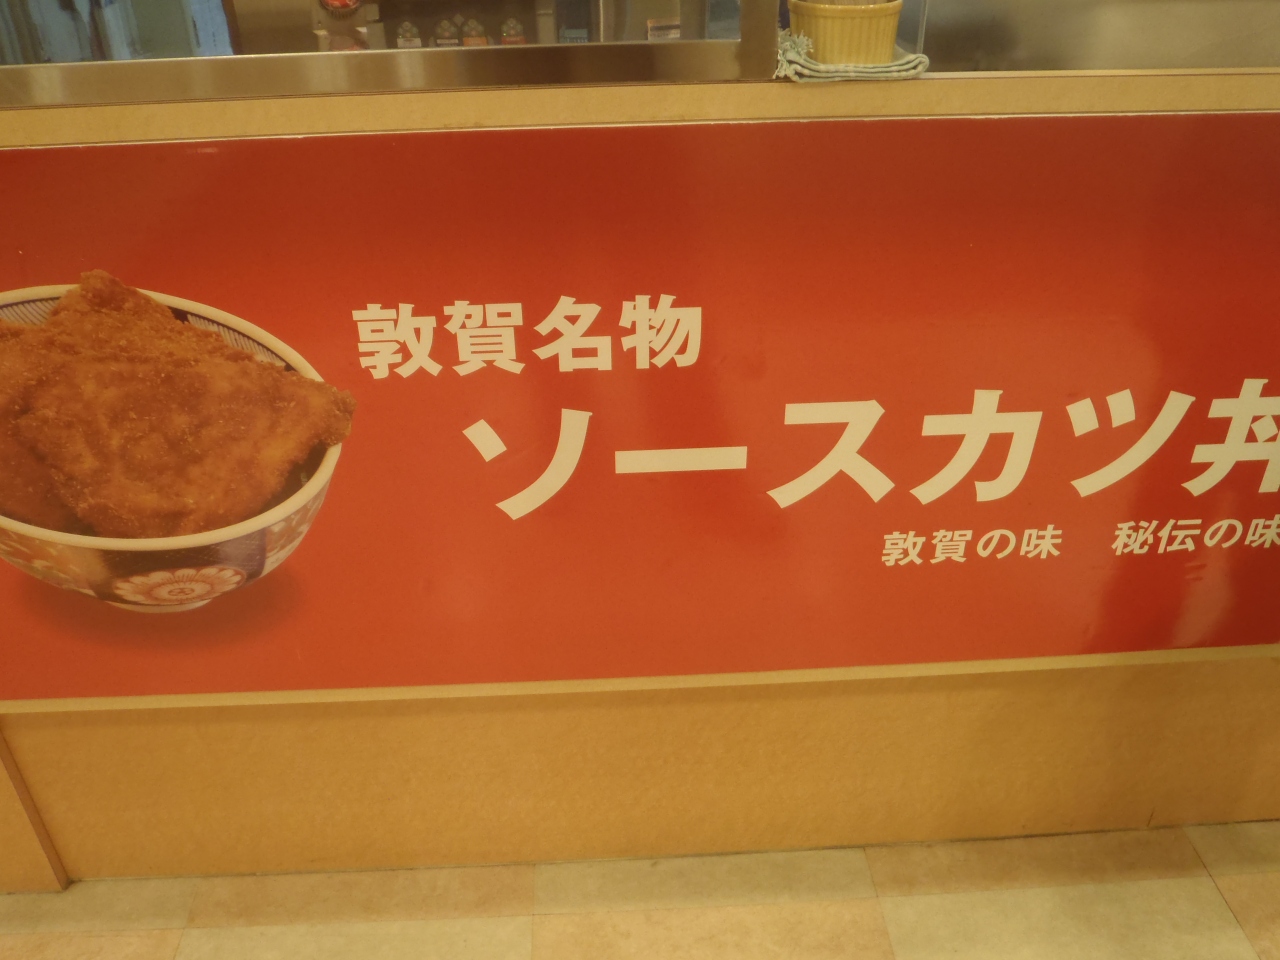 敦賀名物
ソースカツ丼
敦賀の味　秘伝の味